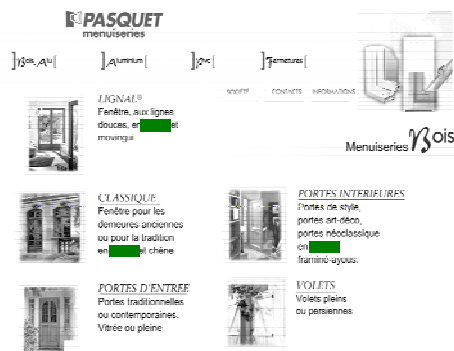 PASQUET
menuiseries
Bois-Alu Aluminium Pvc Fermetures
SOCIÉTÉ CONTACTS INFORMATIONS
Menuiseries Bois
LIGNAL®
Fenêtre, aux lignes
douces, en et
movingui
CLASSIQUE
Fenêtre pour les
demeures anciennes
ou pour la tradition
en et chêne
PORTES INTERIEURES
Portes de style,
portes art-déco,
portes néoclassique
en
framiré-ayous.
PORTES D'ENTREE
Portes traditionnelles
ou contemporaines.
Vitrée ou pleine
VOLETS
Volets pleins
ou persiennes